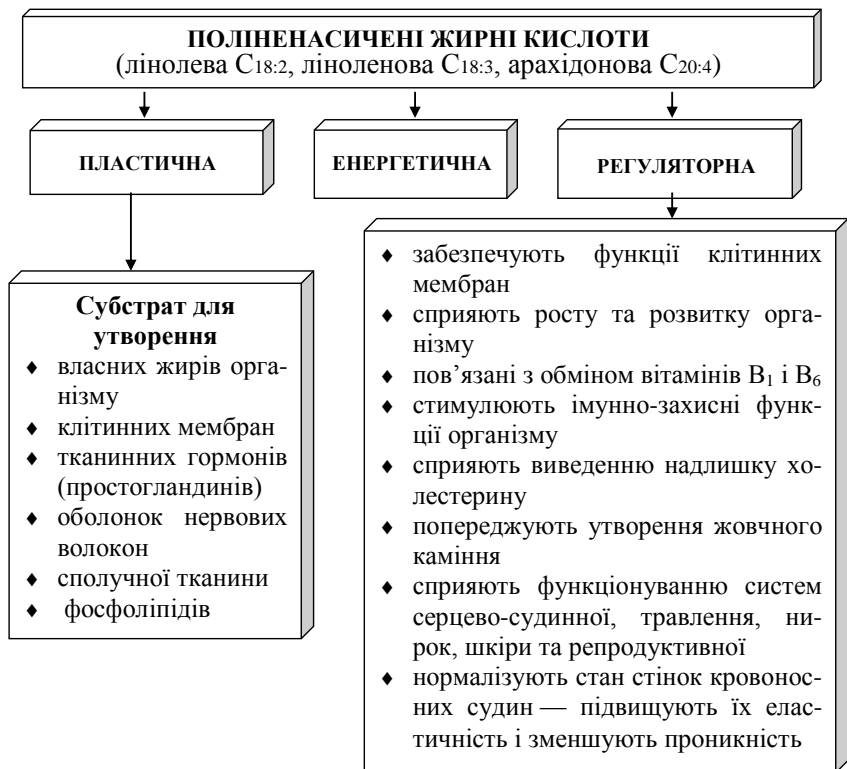 ПОЛІНЕНАСИЧЕНІ ЖИРНІ КИСЛОТИ
(лінолева C18:2, ліноленова C18:3, арахідонова C20:4)
ПЛАСТИЧНА
ЕНЕРГЕТИЧНА
РЕГУЛЯТОРНА
Субстрат для
утворення
♦ власних жирів орга-
нізму
♦ клітинних мембран
♦ тканинних гормонів
(простогландинів)
♦ оболонок нервових
волокон
♦ сполучної тканини
♦ фосфоліпідів
♦ забезпечують функції клітинних
мембран
♦ сприяють росту та розвитку орга-
нізму
♦ пов’язані з обміном вітамінів B₁ і B₆
♦ стимулюють імунно-захисні функ-
ції організму
♦ сприяють виведенню надлишку хо-
лестерину
♦ попереджують утворення жовчного
каміння
♦ сприяють функціонуванню систем
серцево-судинної, травлення, ни-
рок, шкіри та репродуктивної
♦ нормалізують стан стінок кровонос-
них судин — підвищують їх елас-
тичність і зменшують проникність